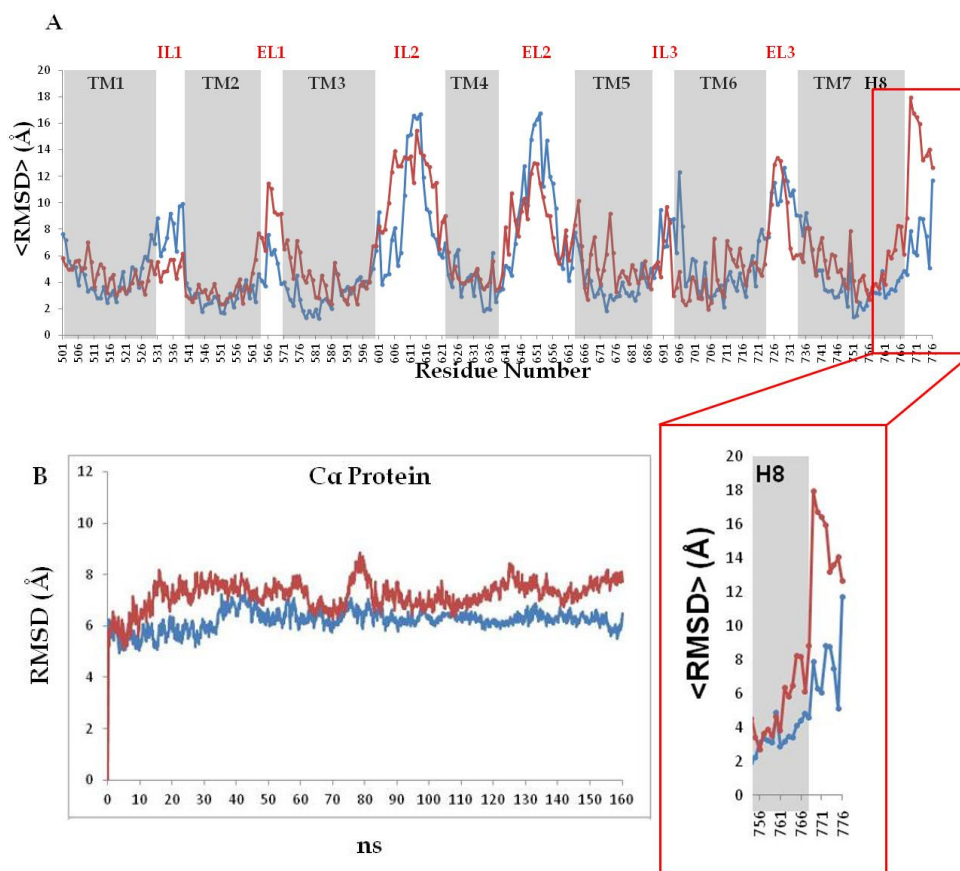 A
IL1 EL1 IL2 EL2 IL3 EL3
TM1 TM2 TM3 TM4 TM5 TM6 TM7 H8
<RMSD> (Å)
20
18
16
14
12
10
8
6
4
2
0
501 506 511 516 521 526 531 536 541 546 551 556 561 566 571 576 581 586 591 596 601 606 611 616 621 626 631 636 641 646 651 656 661 666 671 676 681 686 691 696 701 706 711 716 721 726 731 736 741 746 751 756 761 766 771 776
Residue Number
B
Cα Protein
RMSD (Å)
12
10
8
6
4
2
0
0 10 20 30 40 50 60 70 80 90 100 110 120 130 140 150 160
ns
H8
<RMSD> (Å)
20
18
16
14
12
10
8
6
4
2
0
756 761 766 771 776